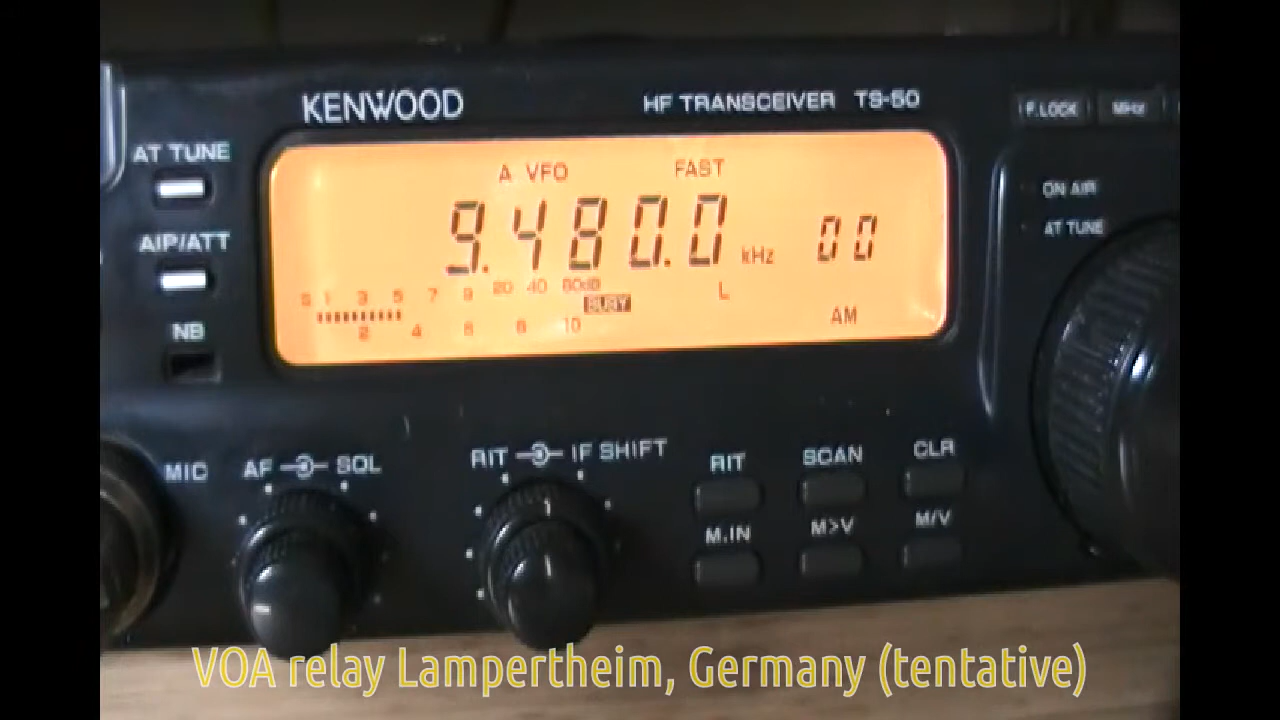 KENWOOD
HF TRANSCEIVER TS-50
F.LOCK
MHz
AT TUNE
A VFO
FAST
ON AIR
AT TUNE
9.480.0 kHz
00
AIP/ATT
S 1 3 5 7 9 20 40 60dB
BUSY
L
2 4 6 8 10
AM
NB
MIC
AF
SQL
RIT
IF SHIFT
RIT
SCAN
CLR
M.IN
M>V
M/V
VOA relay Lampertheim, Germany (tentative)